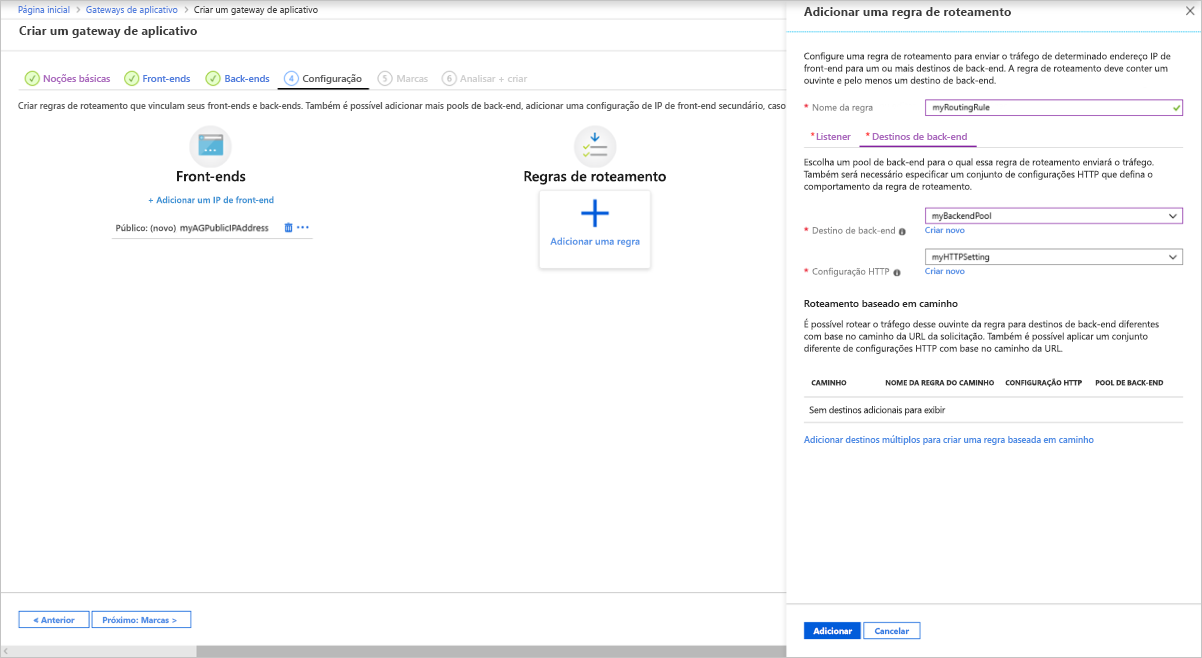 Página inicial > Gateways de aplicativo > Criar um gateway de aplicativo
Criar um gateway de aplicativo
Noções básicas Front-ends Back-ends 4 Configuração 5 Marcas 6 Analisar + criar
Criar regras de roteamento que vinculam seus front-ends e back-ends. Também é possível adicionar mais pools de back-end, adicionar uma configuração de IP de front-end secundário, caso
Front-ends
+ Adicionar um IP de front-end
Público: (novo) myAGPublicIPAddress
Regras de roteamento
Adicionar uma regra
< Anterior
Próximo: Marcas >
Adicionar uma regra de roteamento
Configure uma regra de roteamento para enviar o tráfego de determinado endereço IP de
front-end para um ou mais destinos de back-end. A regra de roteamento deve conter um
ouvinte e pelo menos um destino de back-end.
* Nome da regra myRoutingRule
* Listener * Destinos de back-end
Escolha um pool de back-end para o qual essa regra de roteamento enviará o tráfego.
Também será necessário especificar um conjunto de configurações HTTP que defina o
comportamento da regra de roteamento.
myBackendPool
* Destino de back-end Criar novo
myHTTPSetting
* Configuração HTTP Criar novo
Roteamento baseado em caminho
É possível rotear o tráfego desse ouvinte da regra para destinos de back-end diferentes
com base no caminho da URL da solicitação. Também é possível aplicar um conjunto
diferente de configurações HTTP com base no caminho da URL.
CAMINHO NOME DA REGRA DO CAMINHO CONFIGURAÇÃO HTTP POOL DE BACK-END
Sem destinos adicionais para exibir
Adicionar destinos múltiplos para criar uma regra baseada em caminho
Adicionar
Cancelar